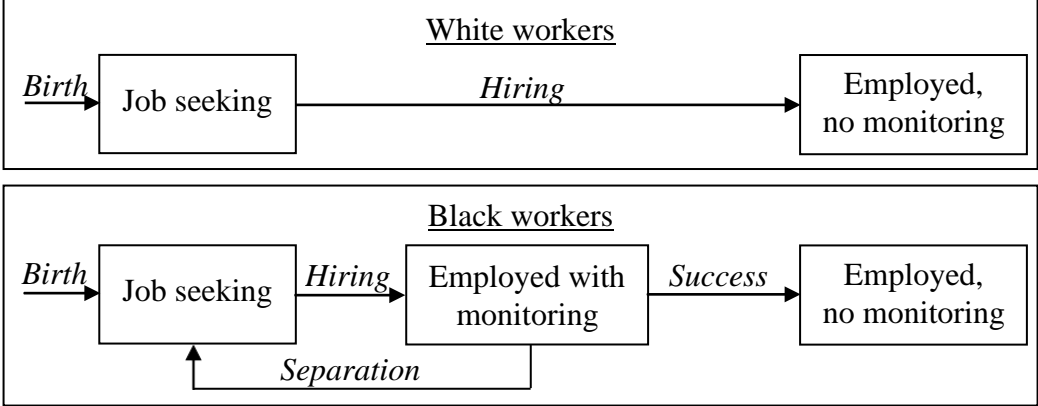 White workers
Birth
Job seeking
Hiring
Employed,
no monitoring
Black workers
Birth
Job seeking
Hiring
Employed with
monitoring
Success
Employed,
no monitoring
Separation